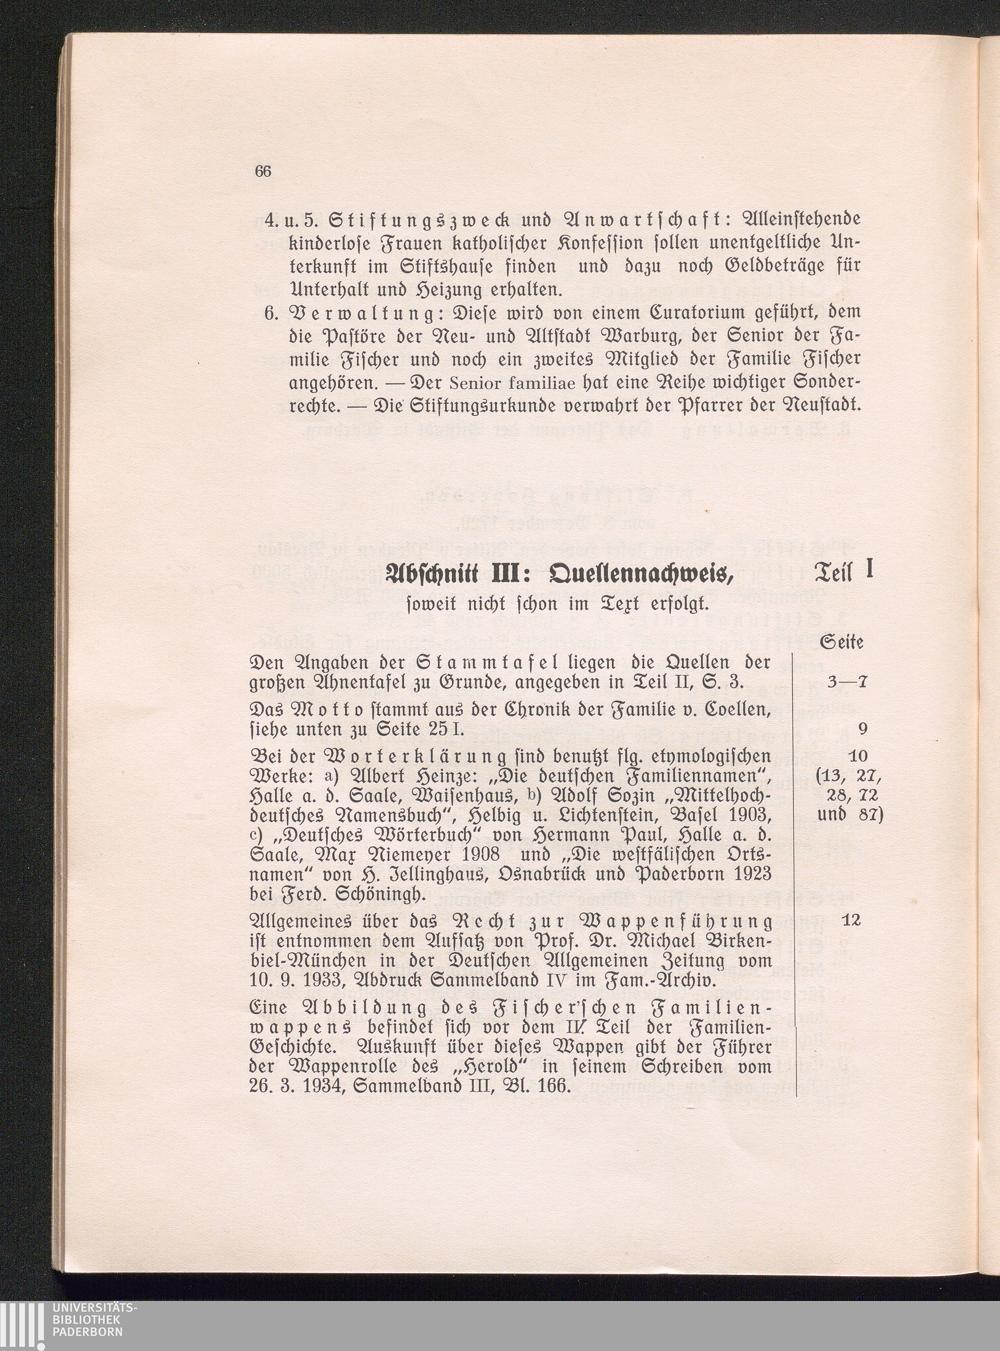 66
4. u. 5. Stiftungszweck und Anwartschaft: Alleinstehende
kinderlose Frauen katholischer Konfession sollen unentgeltliche Un-
terkunft im Stiftshause finden und dazu noch Geldbeträge für
Unterhalt und Heizung erhalten.
6. Verwaltung: Diese wird von einem Curatorium geführt, dem
die Pastöre der Neu- und Altstadt Warburg, der Senior der Fa-
milie Fischer und noch ein zweites Mitglied der Familie Fischer
angehören. — Der Senior familiae hat eine Reihe wichtiger Sonder-
rechte. — Die Stiftungsurkunde verwahrt der Pfarrer der Neustadt.
Abschnitt III: Quellennachweis, Teil I
soweit nicht schon im Text erfolgt.
Seite
Den Angaben der Stammtafel liegen die Quellen der
großen Ahnentafel zu Grunde, angegeben in Teil II, S. 3. 3—7
Das Motto stammt aus der Chronik der Familie v. Coellen,
siehe unten zu Seite 25 I. 9
Bei der Worterklärung sind benutzt flg. etymologischen 10
Werke: a) Albert Heinze: „Die deutschen Familiennamen“, (13, 27,
Halle a. d. Saale, Waisenhaus, b) Adolf Sozin „Mittelhoch- 28, 72
deutsches Namensbuch“, Helbig u. Lichtenstein, Basel 1903, und 87)
c) „Deutsches Wörterbuch“ von Hermann Paul, Halle a. d.
Saale, Max Niemeyer 1908 und „Die westfälischen Orts-
namen“ von H. Jellinghaus, Osnabrück und Paderborn 1923
bei Ferd. Schöningh.
Allgemeines über das Recht zur Wappenführung 12
ist entnommen dem Aufsatz von Prof. Dr. Michael Birken-
biel-München in der Deutschen Allgemeinen Zeitung vom
10. 9. 1933, Abdruck Sammelband IV im Fam.-Archiv.
Eine Abbildung des Fischer'schen Familien-
wappens befindet sich vor dem IV. Teil der Familien-
Geschichte. Auskunft über dieses Wappen gibt der Führer
der Wappenrolle des „Herold“ in seinem Schreiben vom
26. 3. 1934, Sammelband III, Bl. 166.
UNIVERSITÄTS-
BIBLIOTHEK
PADERBORN